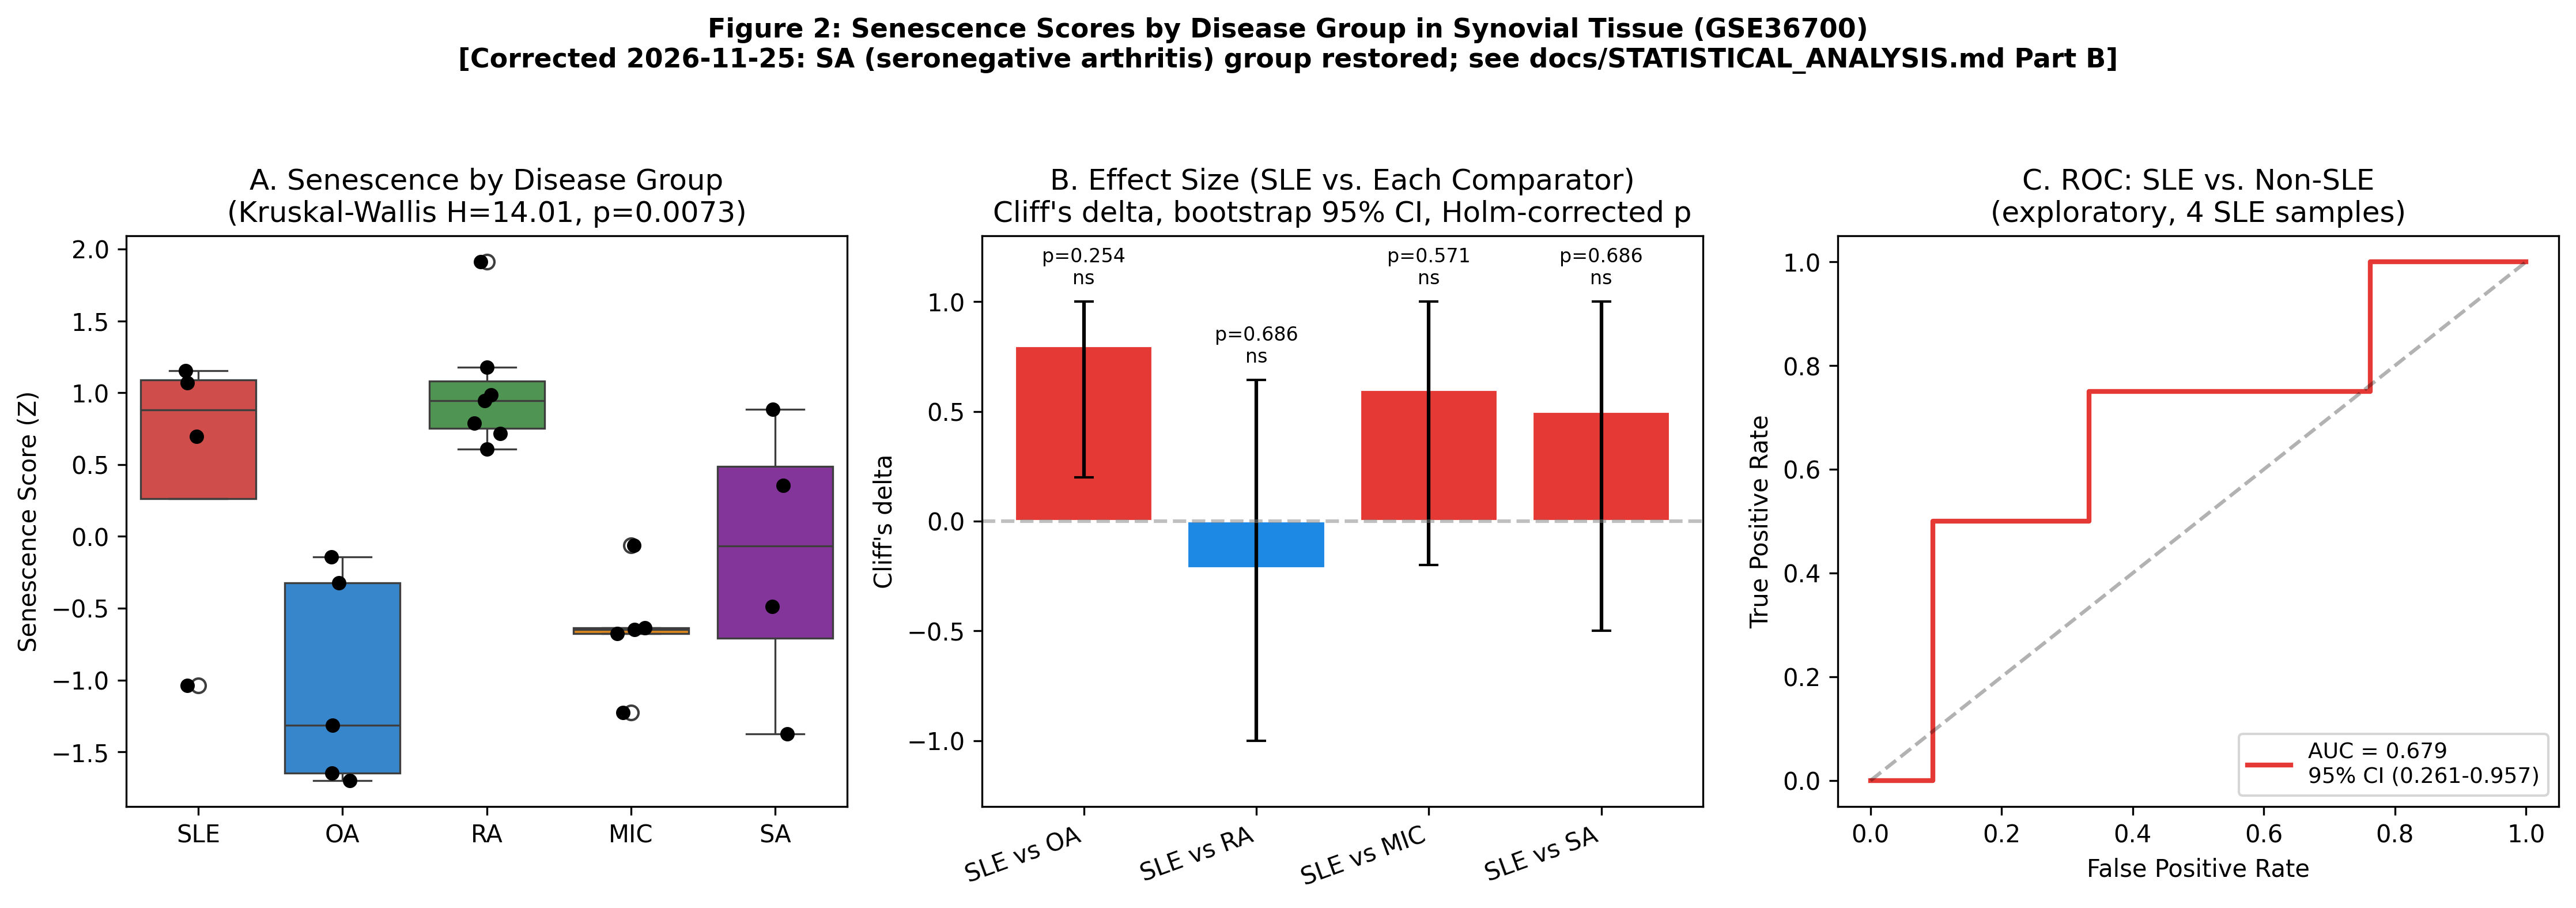 Figure 2: Senescence Scores by Disease Group in Synovial Tissue (GSE36700)
[Corrected 2026-11-25: SA (seronegative arthritis) group restored; see docs/STATISTICAL_ANALYSIS.md Part B]
A. Senescence by Disease Group
(Kruskal-Wallis H=14.01, p=0.0073)
Senescence Score (Z)
2.0
1.5
1.0
0.5
0.0
−0.5
−1.0
−1.5
SLE
OA
RA
MIC
SA
B. Effect Size (SLE vs. Each Comparator)
Cliff's delta, bootstrap 95% CI, Holm-corrected p
Cliff's delta
1.0
0.5
0.0
−0.5
−1.0
p=0.254
ns
p=0.686
ns
p=0.571
ns
p=0.686
ns
SLE vs OA
SLE vs RA
SLE vs MIC
SLE vs SA
C. ROC: SLE vs. Non-SLE
(exploratory, 4 SLE samples)
True Positive Rate
1.0
0.8
0.6
0.4
0.2
0.0
AUC = 0.679
95% CI (0.261-0.957)
0.0
0.2
0.4
0.6
0.8
1.0
False Positive Rate